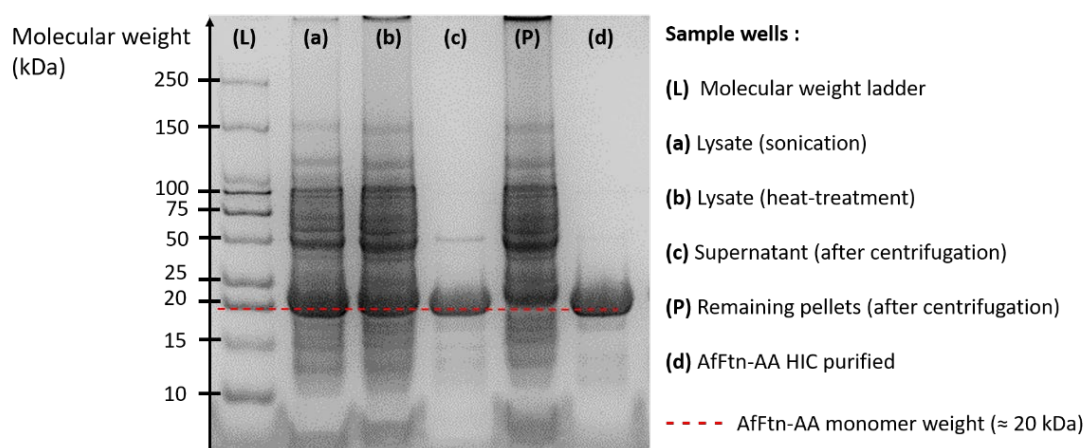 Molecular weight
(kDa)
(L) (a) (b) (c) (P) (d)
250
150
100
75
50
25
20
15
10
Sample wells :
(L) Molecular weight ladder
(a) Lysate (sonication)
(b) Lysate (heat-treatment)
(c) Supernatant (after centrifugation)
(P) Remaining pellets (after centrifugation)
(d) AfFtn-AA HIC purified
AfFtn-AA monomer weight (≈ 20 kDa)